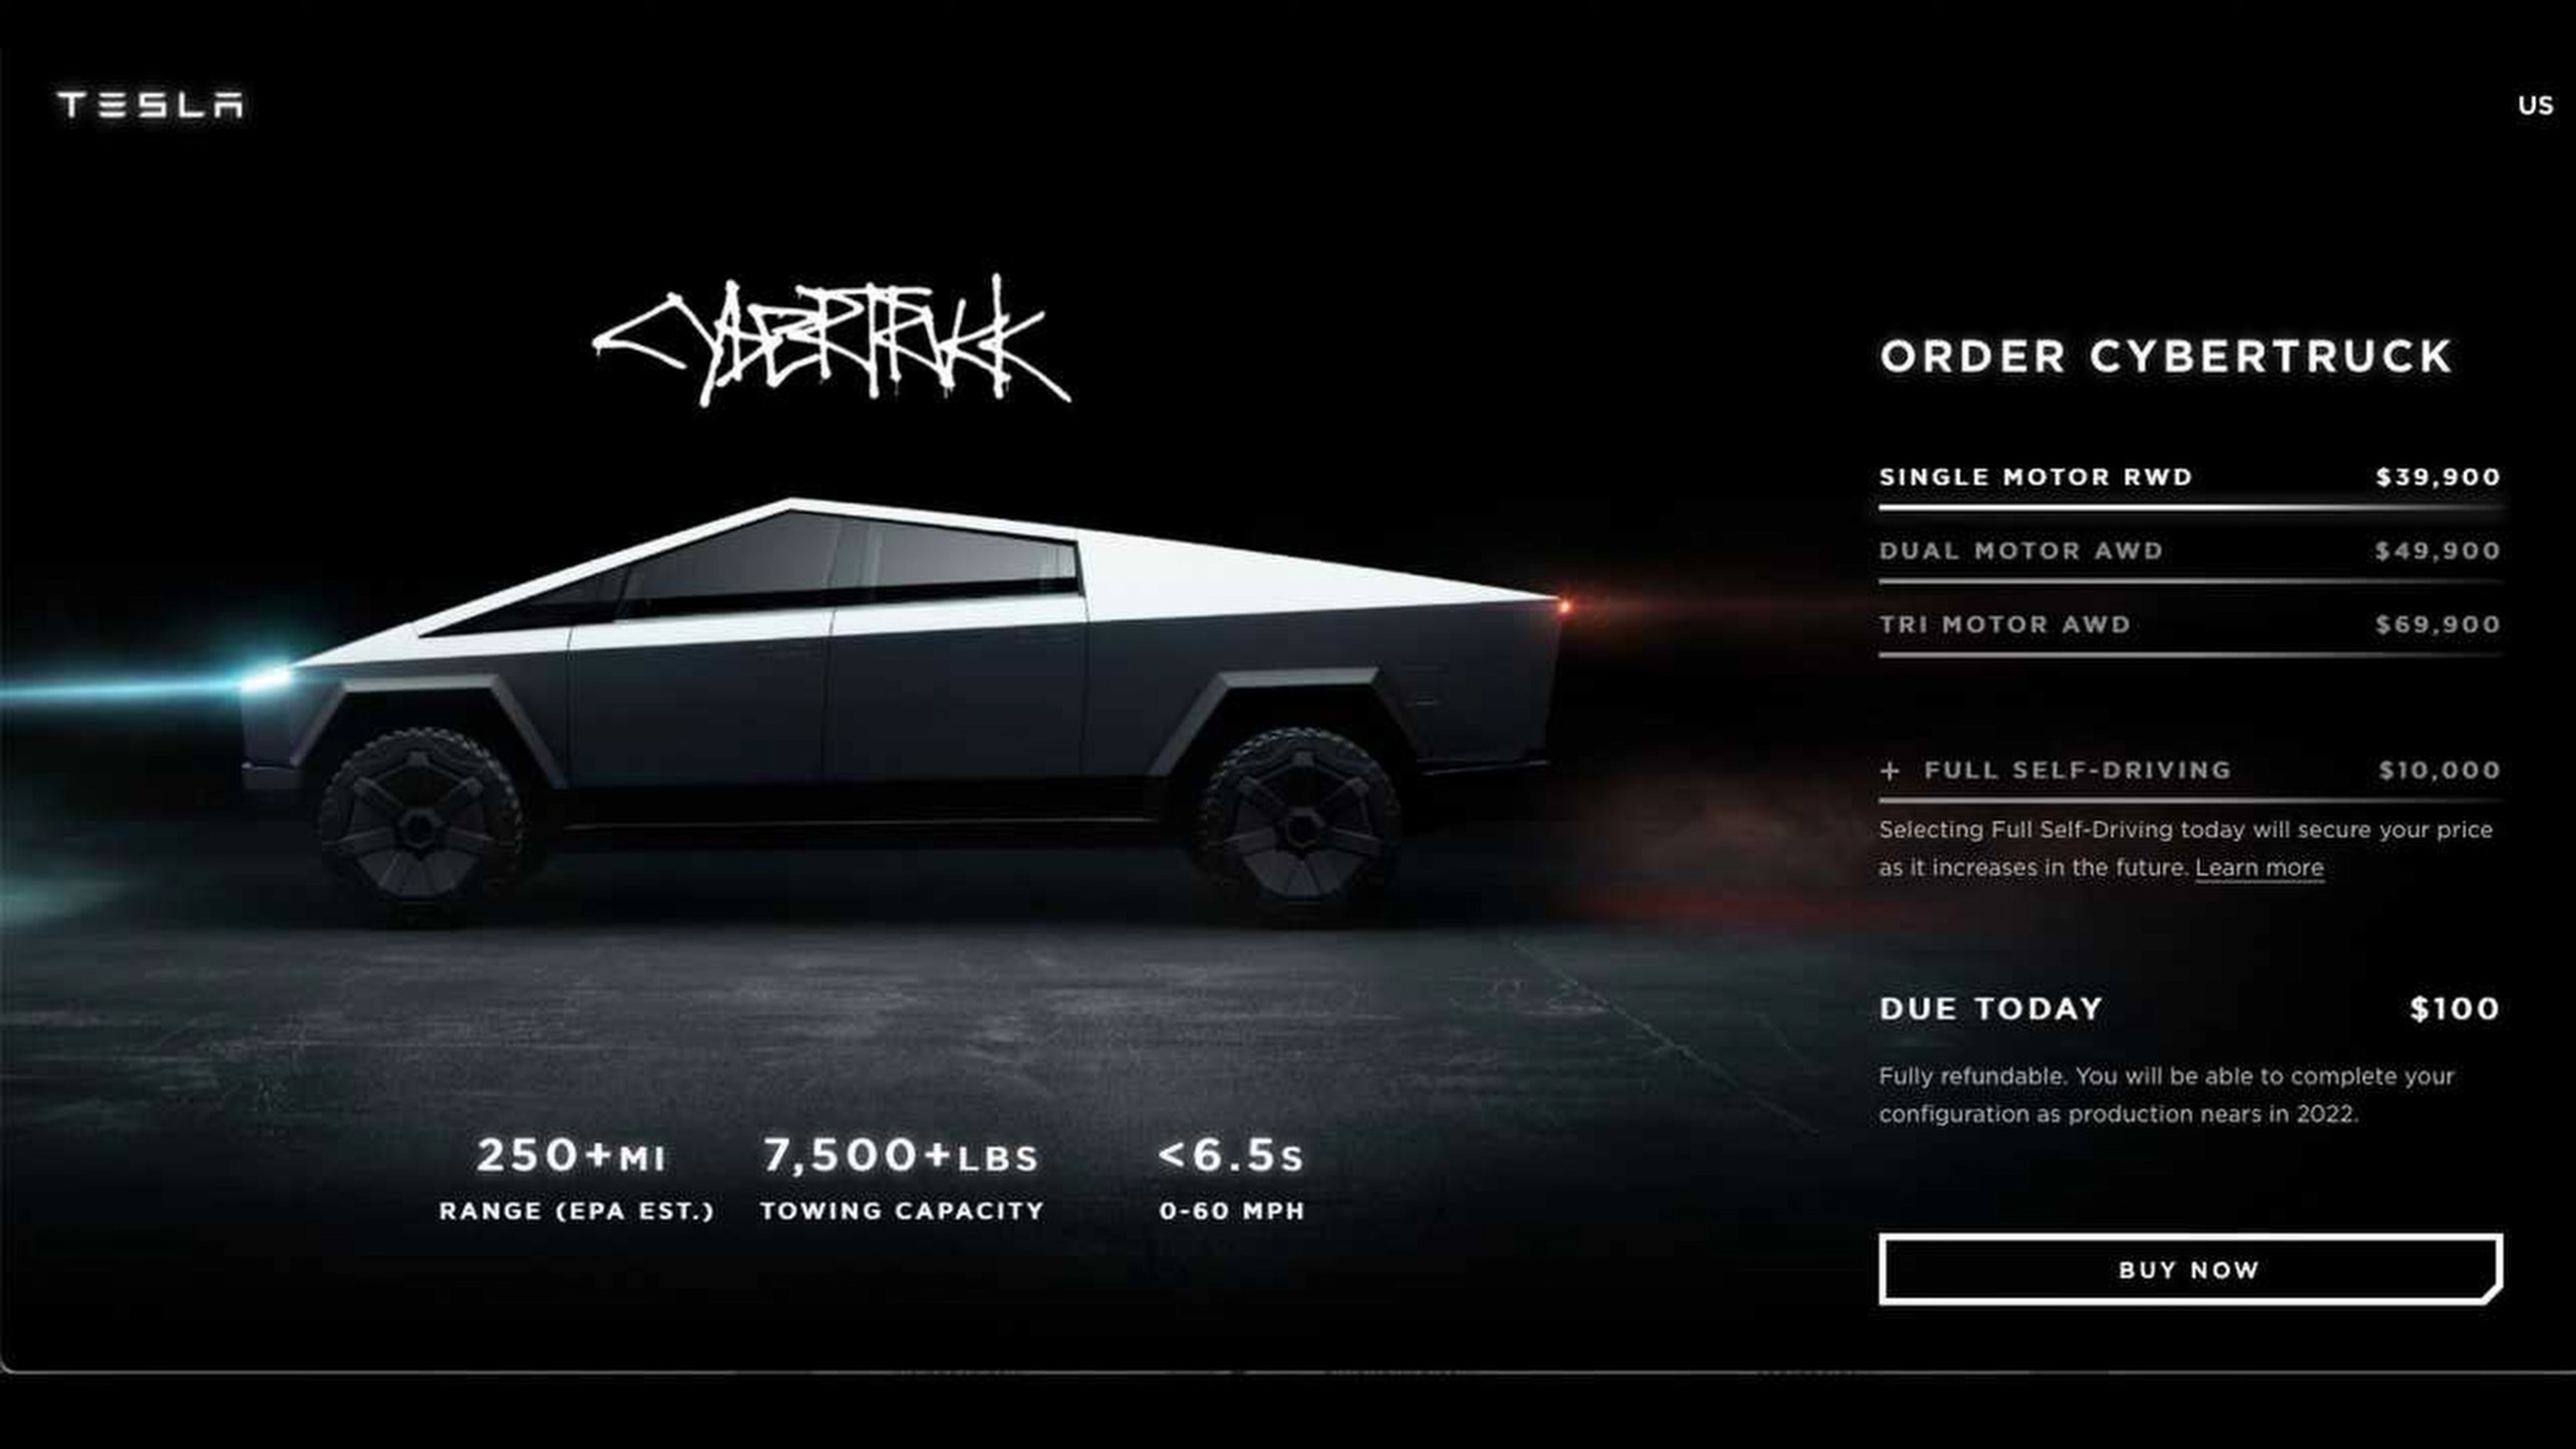 TESLA
US
CYBERTRUCK
ORDER CYBERTRUCK
SINGLE MOTOR RWD $39,900
DUAL MOTOR AWD $49,900
TRI MOTOR AWD $69,900
+ FULL SELF-DRIVING $10,000
Selecting Full Self-Driving today will secure your price
as it increases in the future. Learn more
DUE TODAY $100
Fully refundable. You will be able to complete your
configuration as production nears in 2022.
250+MI 7,500+LBS <6.5S
RANGE (EPA EST.) TOWING CAPACITY 0-60 MPH
BUY NOW